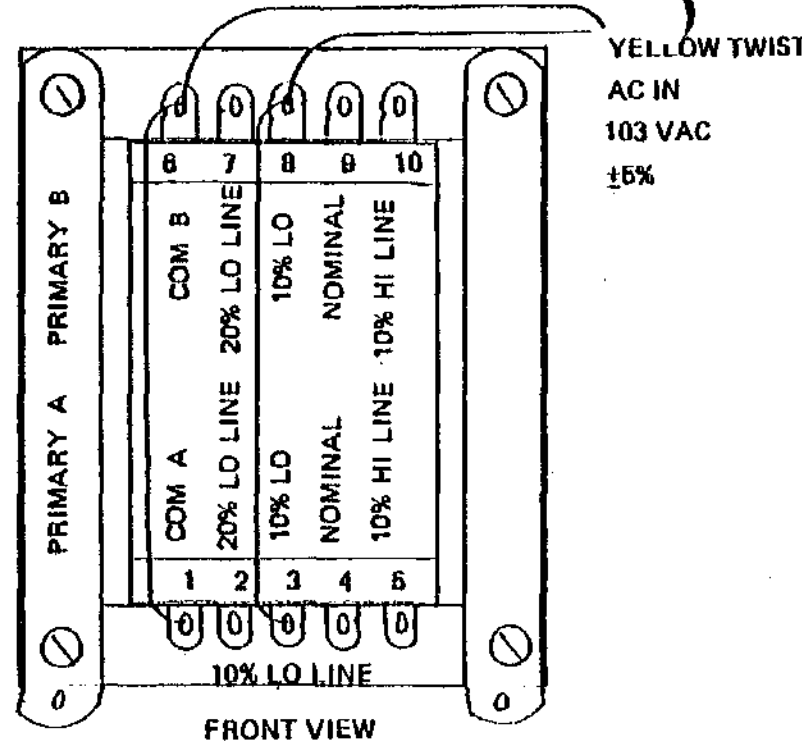 YELLOW TWIST
AC IN
103 VAC
±5%
6 7 8 9 10
PRIMARY B
COM B
20% LO LINE
10% LO
NOMINAL
10% HI LINE
PRIMARY A
COM A
20% LO LINE
10% LO
NOMINAL
10% HI LINE
1 2 3 4 5
10% LO LINE
FRONT VIEW